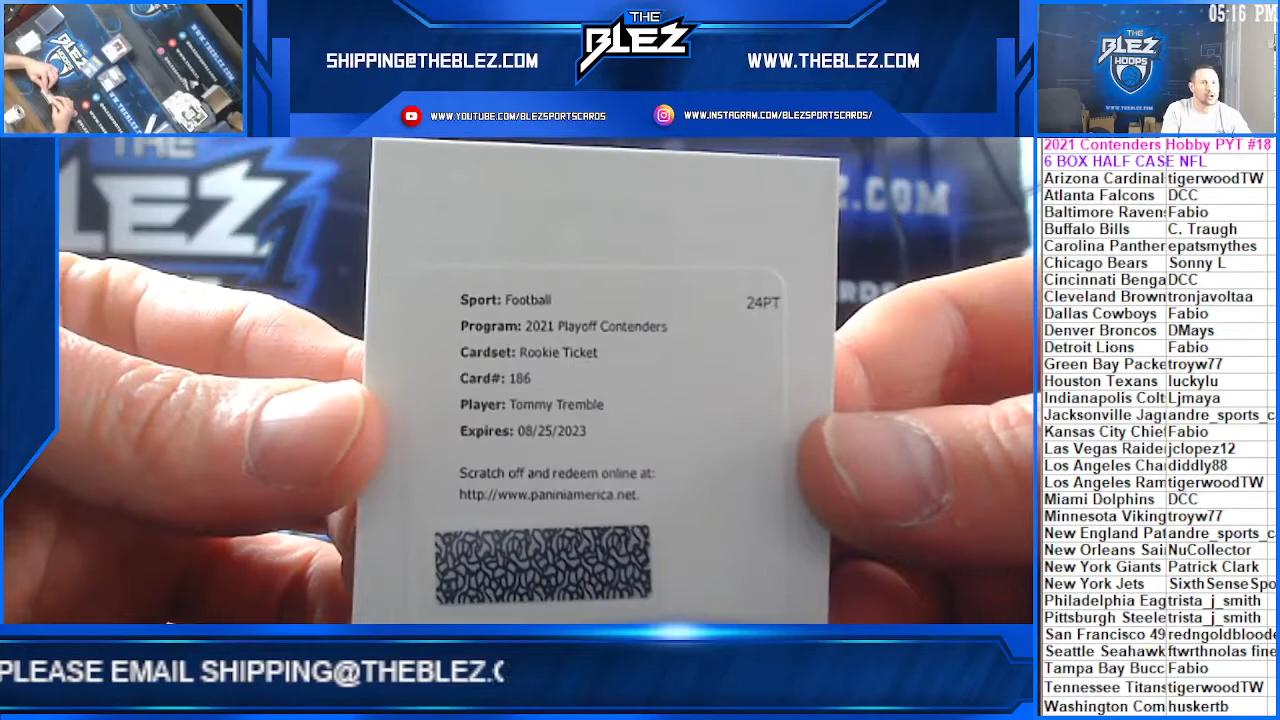 05:16 PM
THE
BLEZ
SHIPPING@THEBLEZ.COM
WWW.THEBLEZ.COM
WWW.YOUTUBE.COM/BLEZSPORTSCARDS
WWW.INSTAGRAM.COM/BLEZSPORTSCARDS/
THE
BLEZ
HOOPS
THE
LEZ
.COM
Sport: Football
24PT
Program: 2021 Playoff Contenders
Cardset: Rookie Ticket
Card#: 186
Player: Tommy Tremble
Expires: 08/25/2023
Scratch off and redeem online at:
http://www.paniniamerica.net.
PLEASE EMAIL SHIPPING@THEBLEZ.C
2021 Contenders Hobby PYT #18
6 BOX HALF CASE NFL
Arizona Cardinal tigerwoodTW
Atlanta Falcons DCC
Baltimore Ravens Fabio
Buffalo Bills C. Traugh
Carolina Panther epatsmythes
Chicago Bears Sonny L
Cincinnati Benga DCC
Cleveland Brown tronjavoltaa
Dallas Cowboys Fabio
Denver Broncos DMays
Detroit Lions Fabio
Green Bay Packe troyw77
Houston Texans luckylu
Indianapolis Colt Ljmaya
Jacksonville Jagu andre_sports_c
Kansas City Chief Fabio
Las Vegas Raide jclopez12
Los Angeles Cha diddly88
Los Angeles Ram tigerwoodTW
Miami Dolphins DCC
Minnesota Viking troyw77
New England Pat andre_sports_c
New Orleans Sai NuCollector
New York Giants Patrick Clark
New York Jets SixthSenseSpo
Philadelphia Eag trista_j_smith
Pittsburgh Steele trista_j_smith
San Francisco 49 redngoldbloode
Seattle Seahawk ftwrthnolas fine
Tampa Bay Bucc Fabio
Tennessee Titans tigerwoodTW
Washington Com huskertb